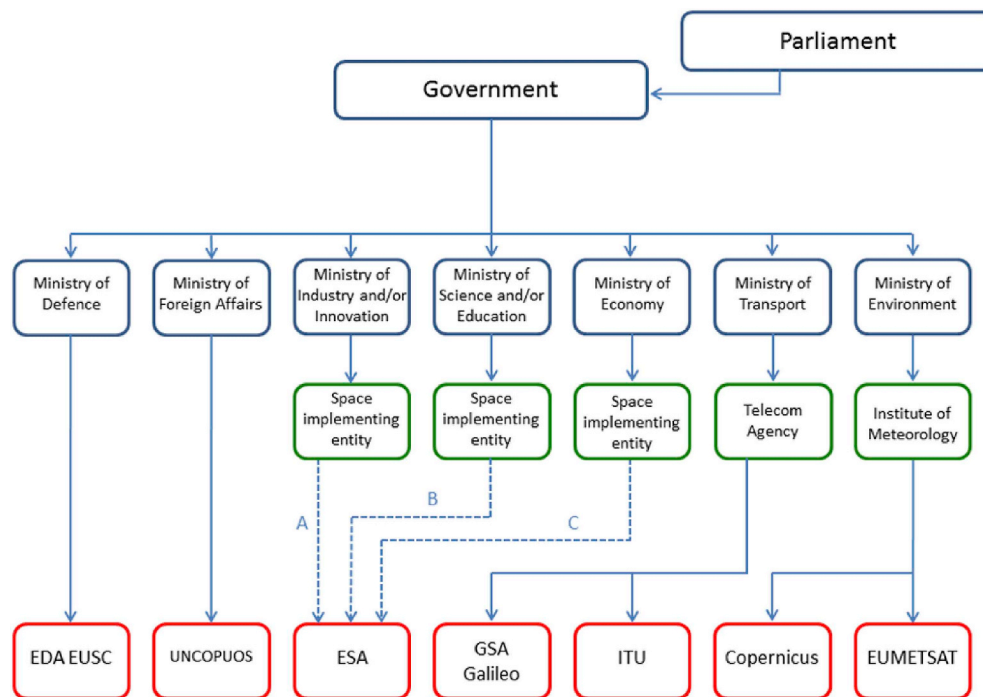 Parliament
Government
Ministry of
Defence
Ministry of
Foreign Affairs
Ministry of
Industry and/or
Innovation
Ministry of
Science and/or
Education
Ministry of
Economy
Ministry of
Transport
Ministry of
Environment
Space
implementing
entity
Space
implementing
entity
Space
implementing
entity
Telecom
Agency
Institute of
Meteorology
A
B
C
EDA EUSC
UNCOPUOS
ESA
GSA
Galileo
ITU
Copernicus
EUMETSAT